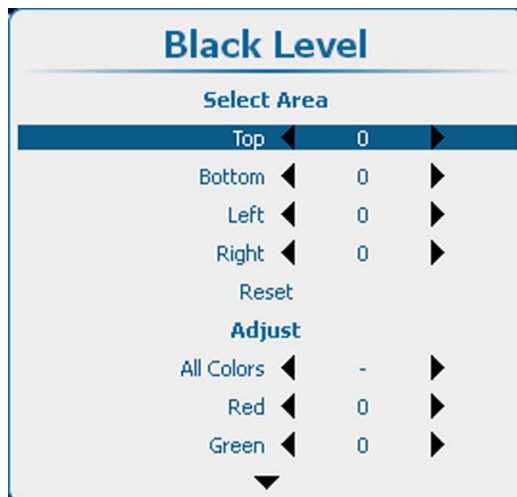 Black Level
Select Area
Top 0
Bottom 0
Left 0
Right 0
Reset
Adjust
All Colors -
Red 0
Green 0